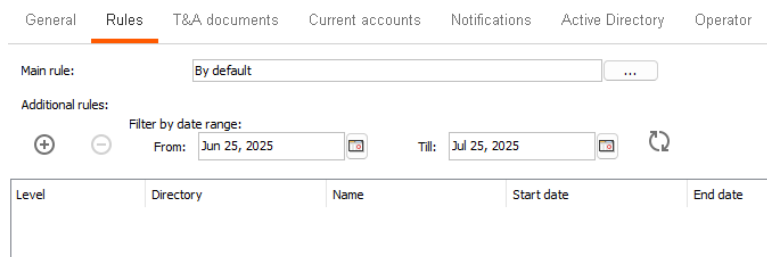 General Rules T&A documents Current accounts Notifications Active Directory Operator
Main rule: By default ...
Additional rules:
Filter by date range:
From: Jun 25, 2025 Till: Jul 25, 2025
Level Directory Name Start date End date